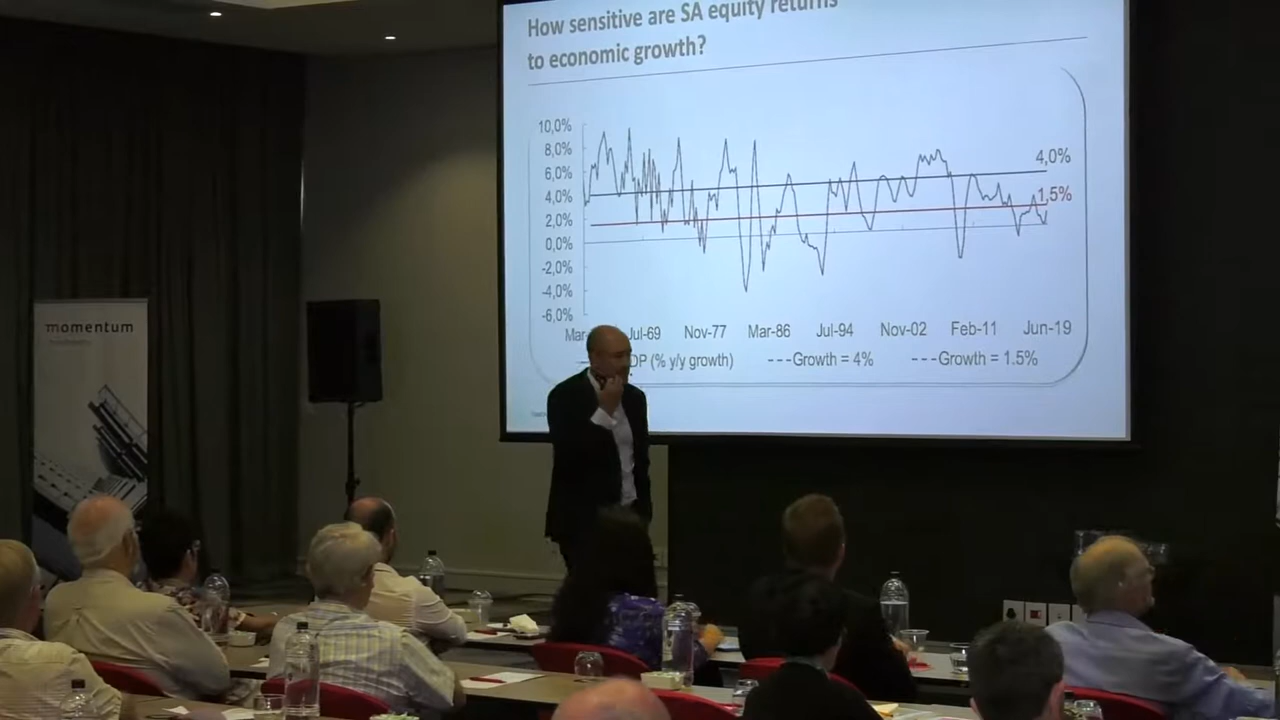 How sensitive are SA equity returns
to economic growth?
10,0%
8,0%
6,0%
4,0%
2,0%
0,0%
-2,0%
-4,0%
-6,0%
4,0%
1,5%
Mar- Jul-69 Nov-77 Mar-86 Jul-94 Nov-02 Feb-11 Jun-19
DP (% y/y growth) ---Growth = 4% ---Growth = 1.5%
momentum